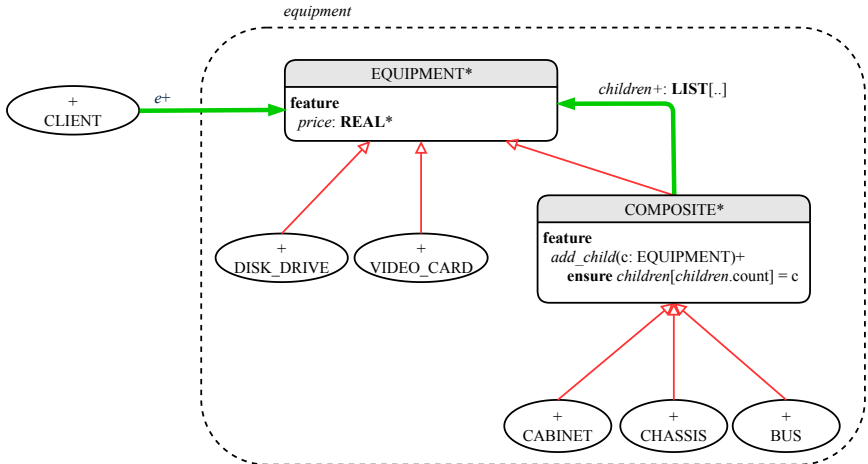 equipment
EQUIPMENT*
feature
price: REAL*
+
CLIENT
e+
children+: LIST[..]
COMPOSITE*
feature
add_child(c: EQUIPMENT)+
ensure children[children.count] = c
+
DISK_DRIVE
+
VIDEO_CARD
+
CABINET
+
CHASSIS
+
BUS